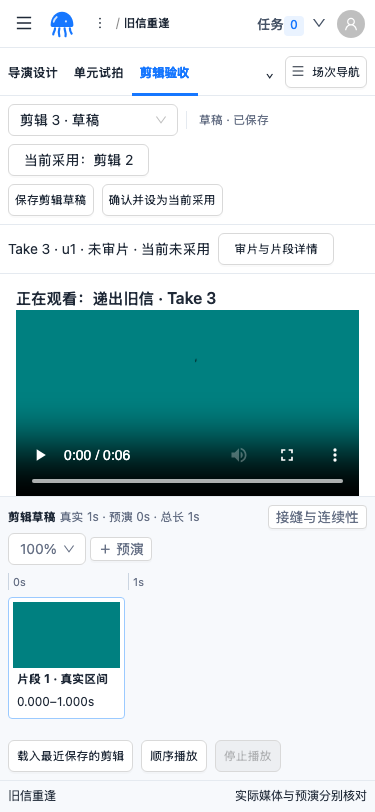 / 旧信重逢
任务 0
导演设计 单元试拍 剪辑验收 场次导航
剪辑 3 · 草稿 草稿 · 已保存
当前采用：剪辑 2
保存剪辑草稿 确认并设为当前采用
Take 3 · u1 · 未审片 · 当前未采用 审片与片段详情
正在观看：递出旧信 · Take 3
0:00 / 0:06
剪辑草稿 真实 1s · 预演 0s · 总长 1s 接缝与连续性
100% + 预演
0s 1s
片段 1 · 真实区间
0.000–1.000s
载入最近保存的剪辑 顺序播放 停止播放
旧信重逢 实际媒体与预演分别核对